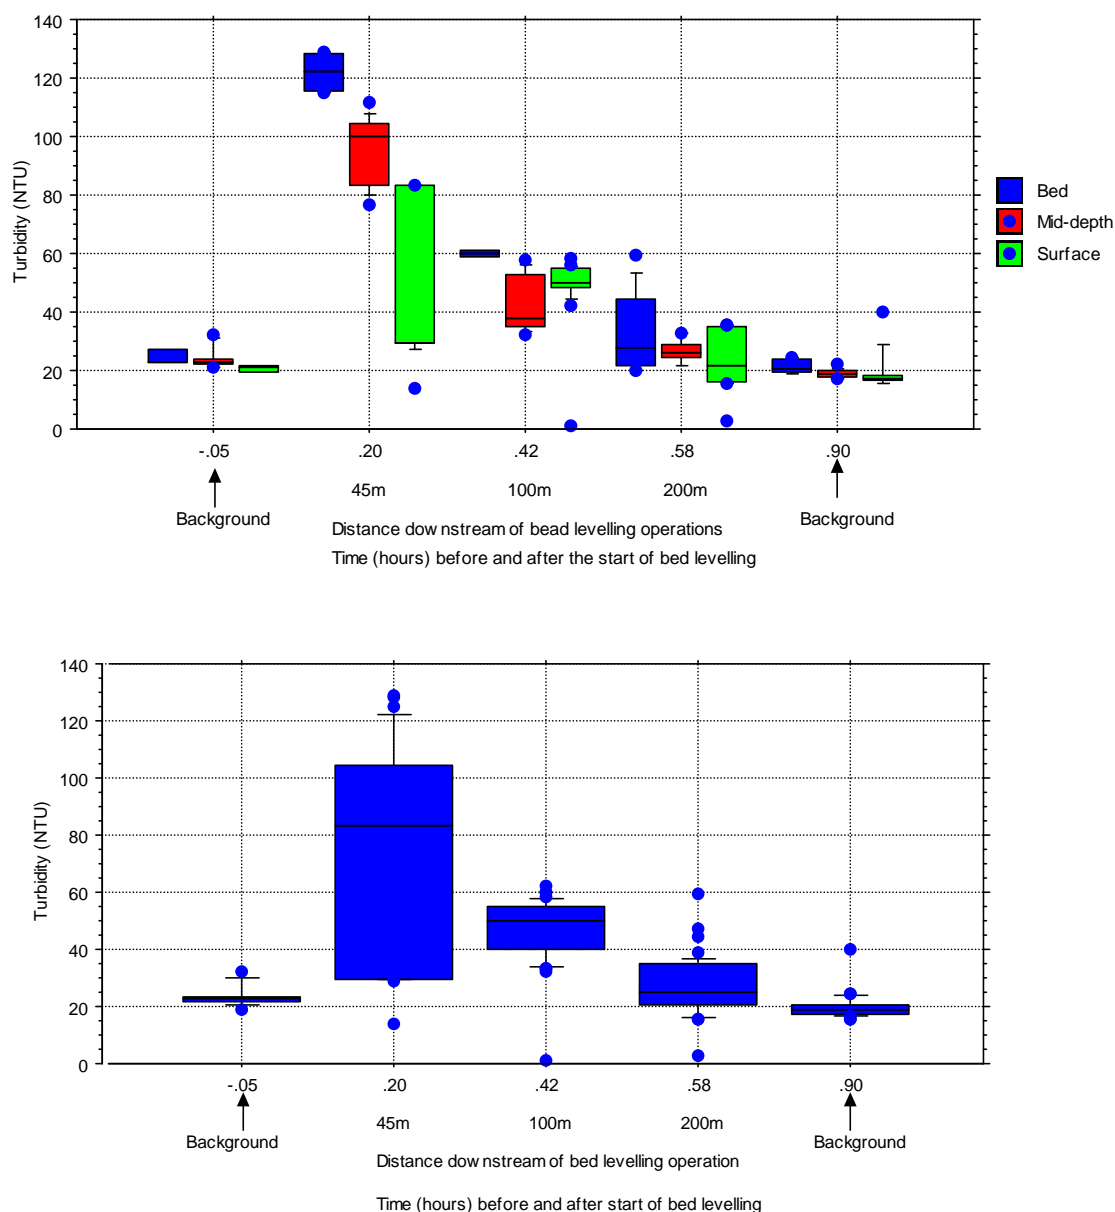 140
120
100
80
60
40
20
0
Turbidity (NTU)
Bed
Mid-depth
Surface
-.05 .20 .42 .58 .90
45m 100m 200m
Background Background
Distance dow nstream of bead levelling operations
Time (hours) before and after the start of bed levelling
140
120
100
80
60
40
20
0
Turbidity (NTU)
-.05 .20 .42 .58 .90
45m 100m 200m
Background Background
Distance dow nstream of bed levelling operation
Time (hours) before and after start of bed levelling